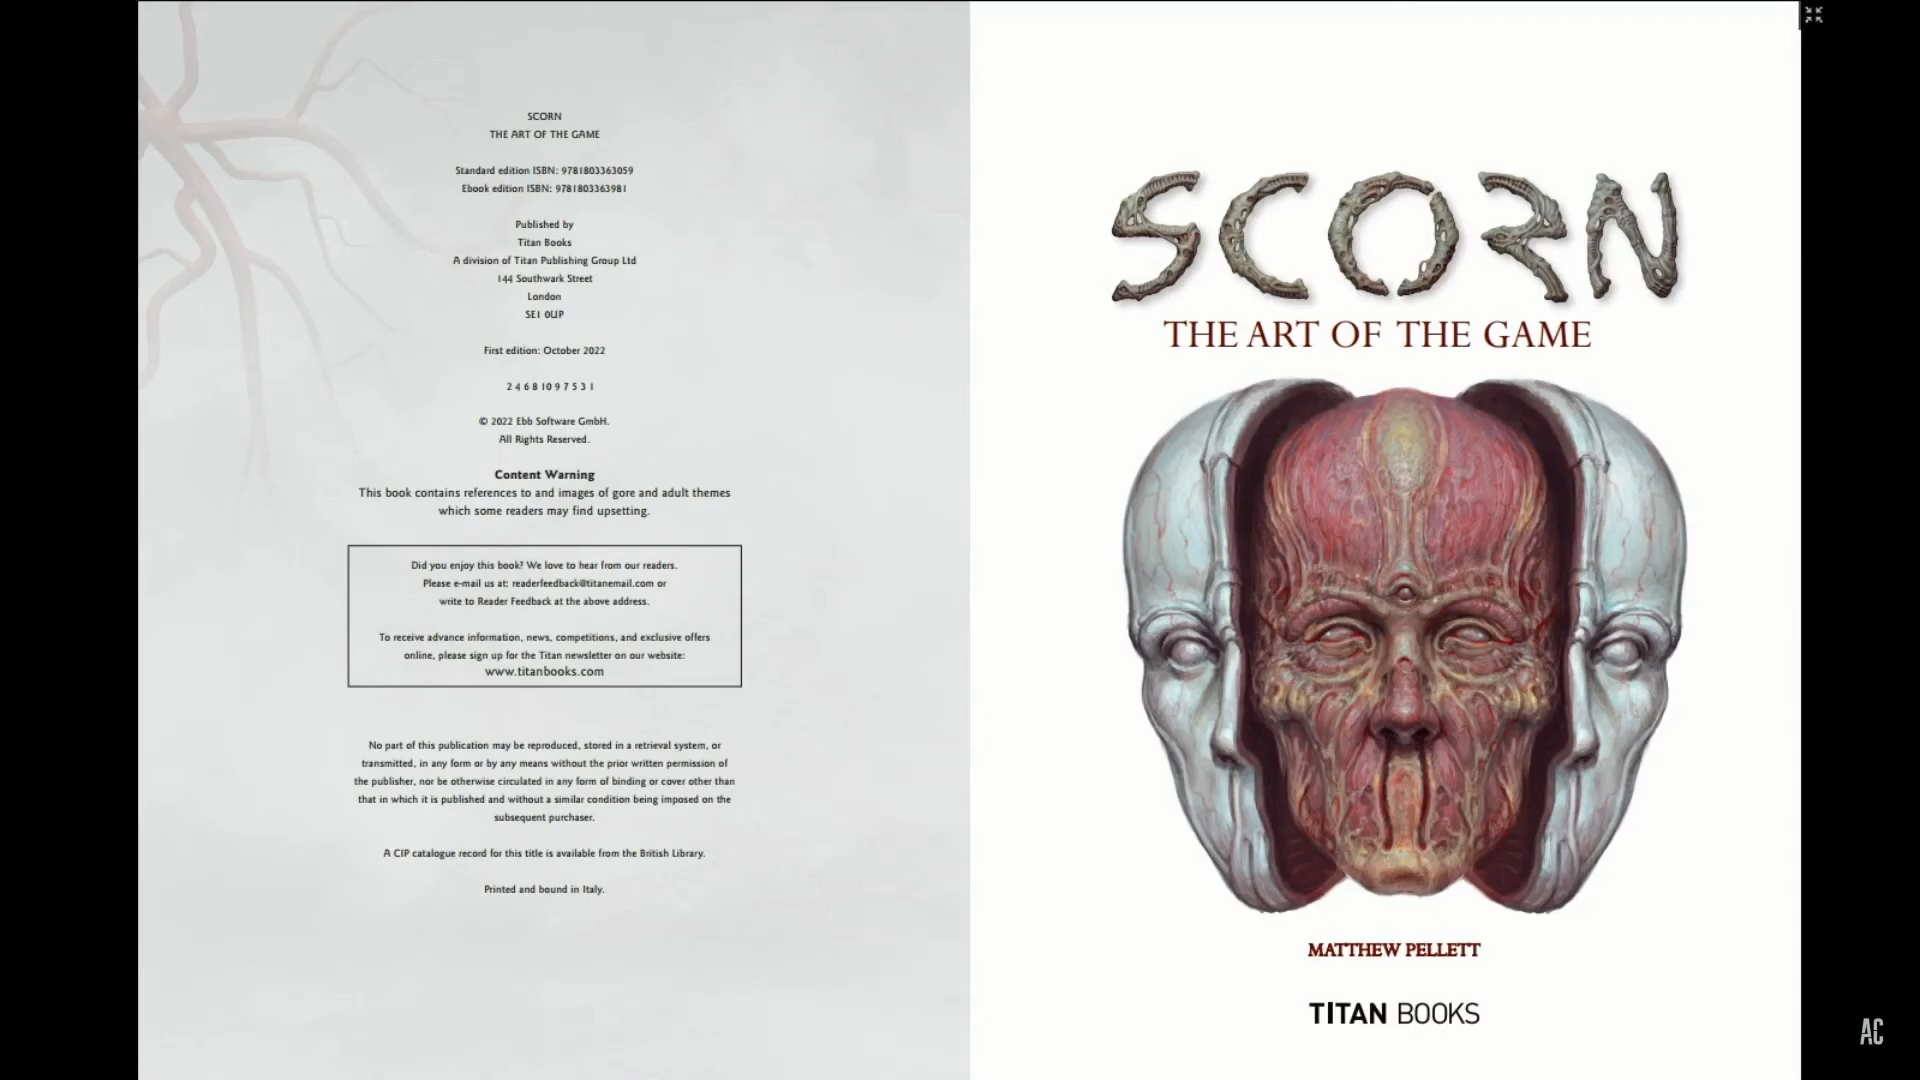 SCORN
THE ART OF THE GAME
Standard edition ISBN: 9781803363059
Ebook edition ISBN: 9781803363981
Published by
Titan Books
A division of Titan Publishing Group Ltd
144 Southwark Street
London
SE1 0UP
First edition: October 2022
2 4 6 8 10 9 7 5 3 1
© 2022 Ebb Software GmbH.
All Rights Reserved.
Content Warning
This book contains references to and images of gore and adult themes
which some readers may find upsetting.
Did you enjoy this book? We love to hear from our readers.
Please e-mail us at: readerfeedback@titanemail.com or
write to Reader Feedback at the above address.
To receive advance information, news, competitions, and exclusive offers
online, please sign up for the Titan newsletter on our website:
www.titanbooks.com
No part of this publication may be reproduced, stored in a retrieval system, or
transmitted, in any form or by any means without the prior written permission of
the publisher, nor be otherwise circulated in any form of binding or cover other than
that in which it is published and without a similar condition being imposed on the
subsequent purchaser.
A CIP catalogue record for this title is available from the British Library.
Printed and bound in Italy.
SCORN
THE ART OF THE GAME
MATTHEW PELLETT
TITAN BOOKS
AC